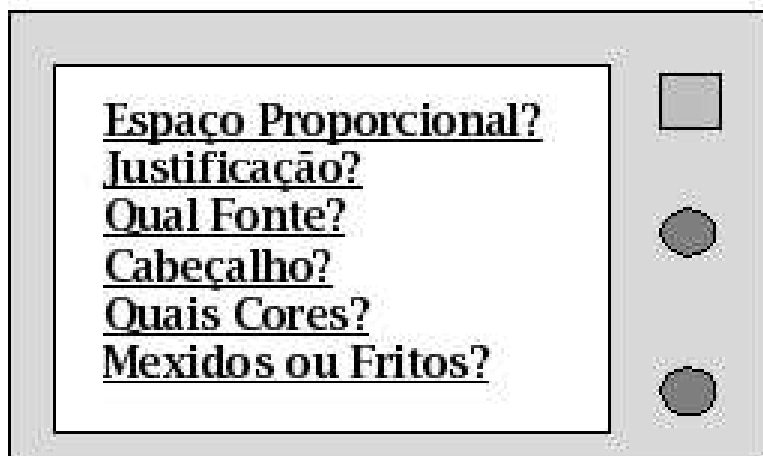 Espaço Proporcional?
Justificação?
Qual Fonte?
Cabeçalho?
Quais Cores?
Mexidos ou Fritos?